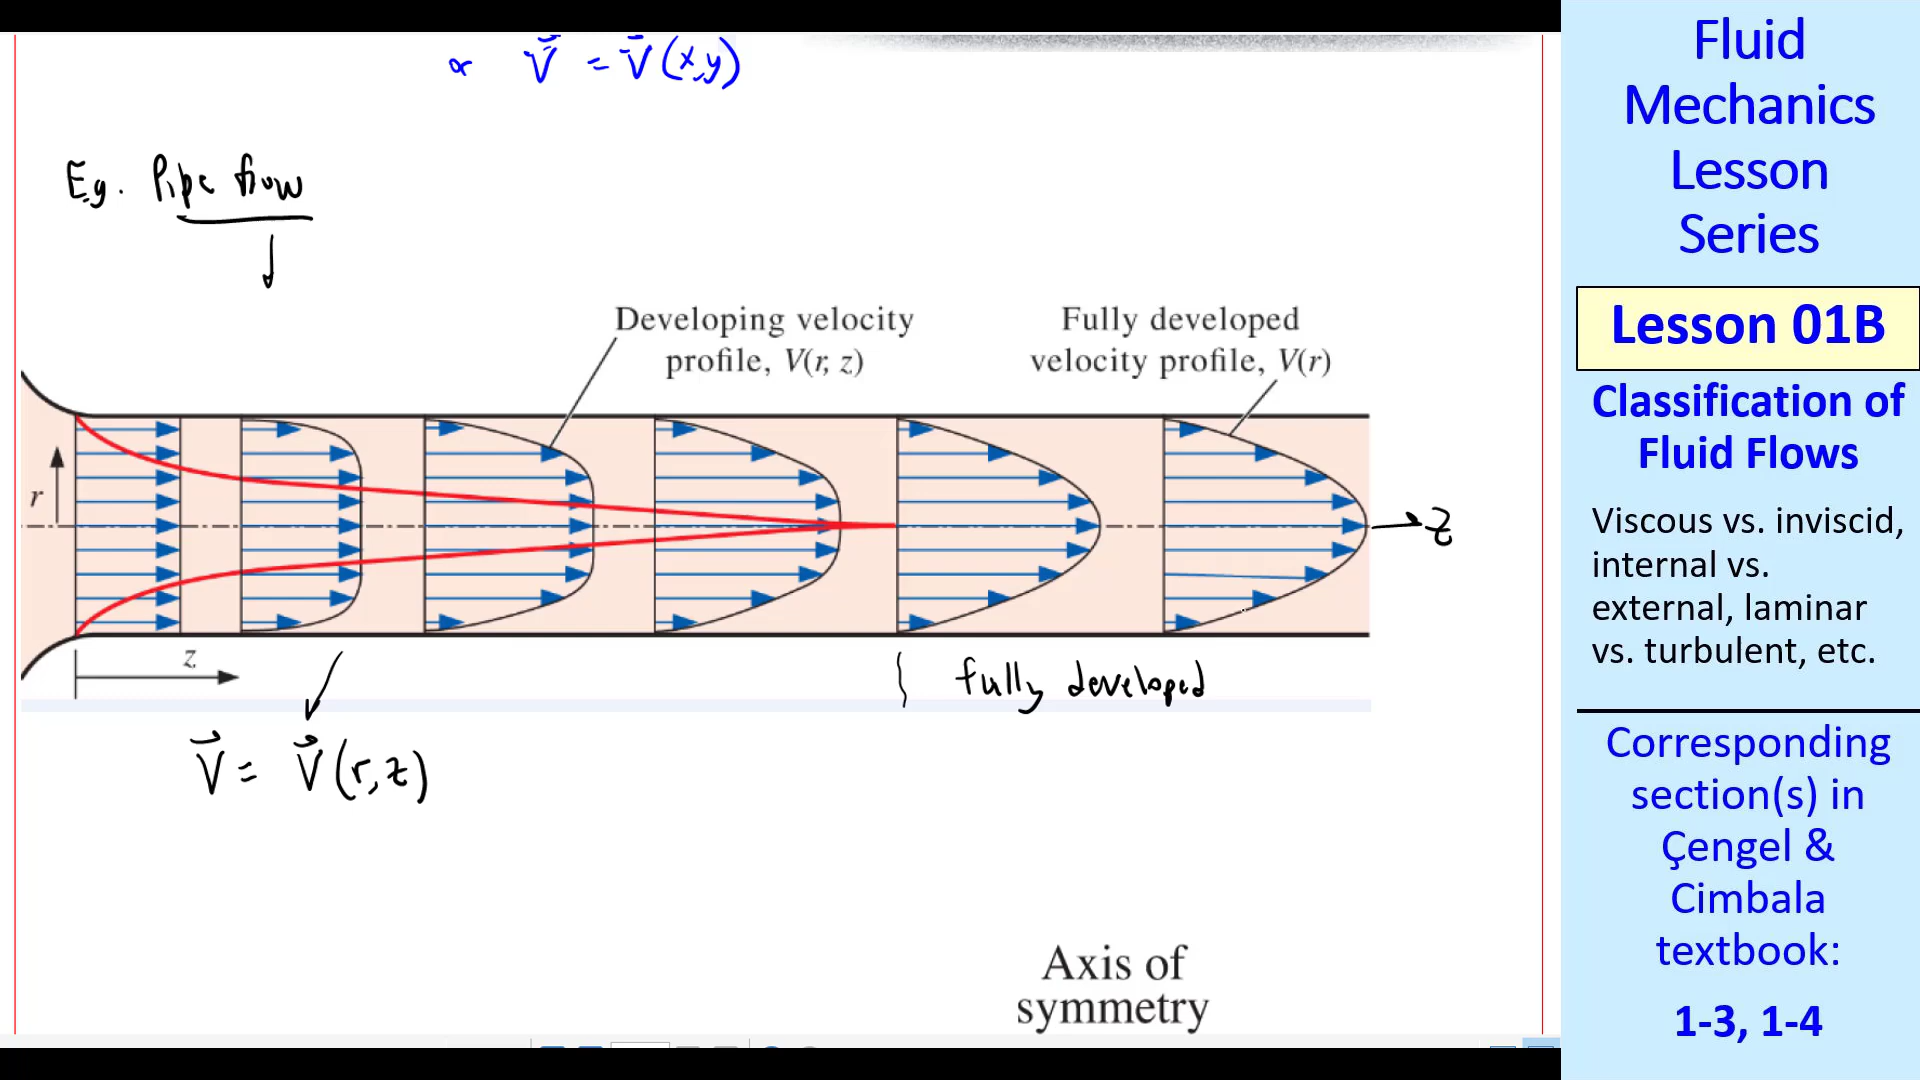 ∝ V⃗ = V⃗(x,y)
E.g. Pipe flow
Developing velocity
profile, V(r, z)
Fully developed
velocity profile, V(r)
r
z
z
fully developed
V⃗ = V⃗(r,z)
Axis of
symmetry
Fluid
Mechanics
Lesson
Series
Lesson 01B
Classification of
Fluid Flows
Viscous vs. inviscid,
internal vs.
external, laminar
vs. turbulent, etc.
Corresponding
section(s) in
Çengel &
Cimbala
textbook:
1-3, 1-4